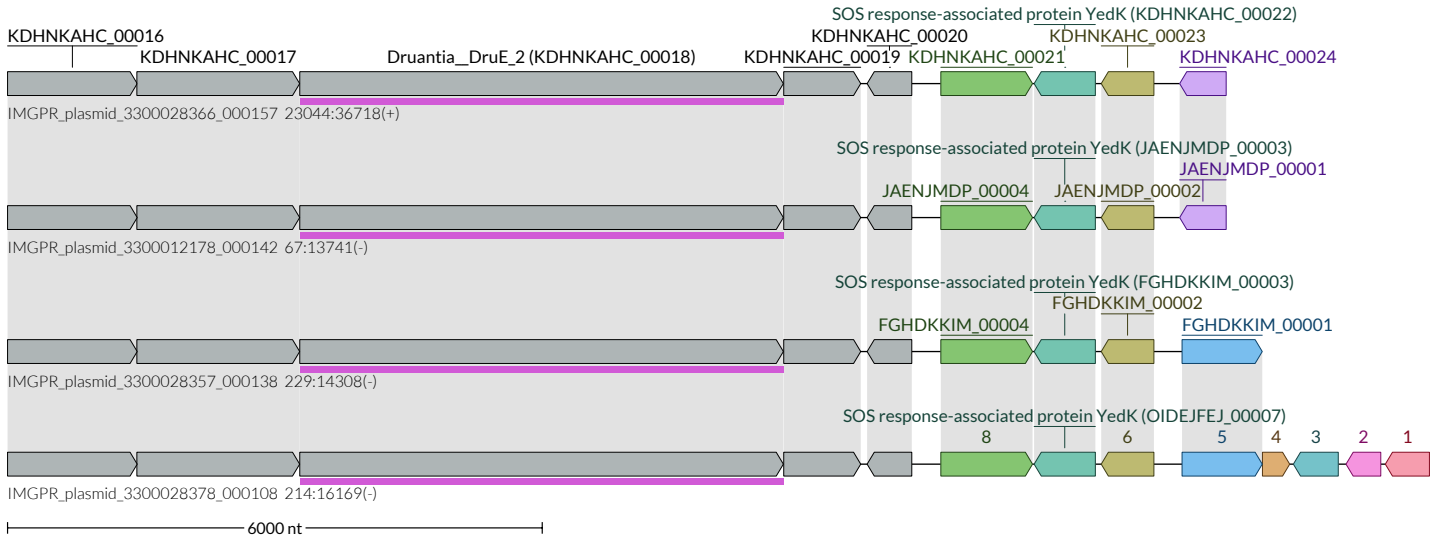 SOS response-associated protein YedK (KDHNKAHC_00022)
KDHNKAHC_00016 KDHNKAHC_00020 KDHNKAHC_00023
KDHNKAHC_00017 Druantia__DruE_2 (KDHNKAHC_00018) KDHNKAHC_00019 KDHNKAHC_00021 KDHNKAHC_00024
IMGPR_plasmid_3300028366_000157 23044:36718(+)
SOS response-associated protein YedK (JAENJMDP_00003)
JAENJMDP_00001
JAENJMDP_00004 JAENJMDP_00002
IMGPR_plasmid_3300012178_000142 67:13741(-)
SOS response-associated protein YedK (FGHDKKIM_00003)
FGHDKKIM_00002
FGHDKKIM_00004 FGHDKKIM_00001
IMGPR_plasmid_3300028357_000138 229:14308(-)
SOS response-associated protein YedK (OIDEJFEJ_00007)
8 6 5 4 3 2 1
IMGPR_plasmid_3300028378_000108 214:16169(-)
6000 nt